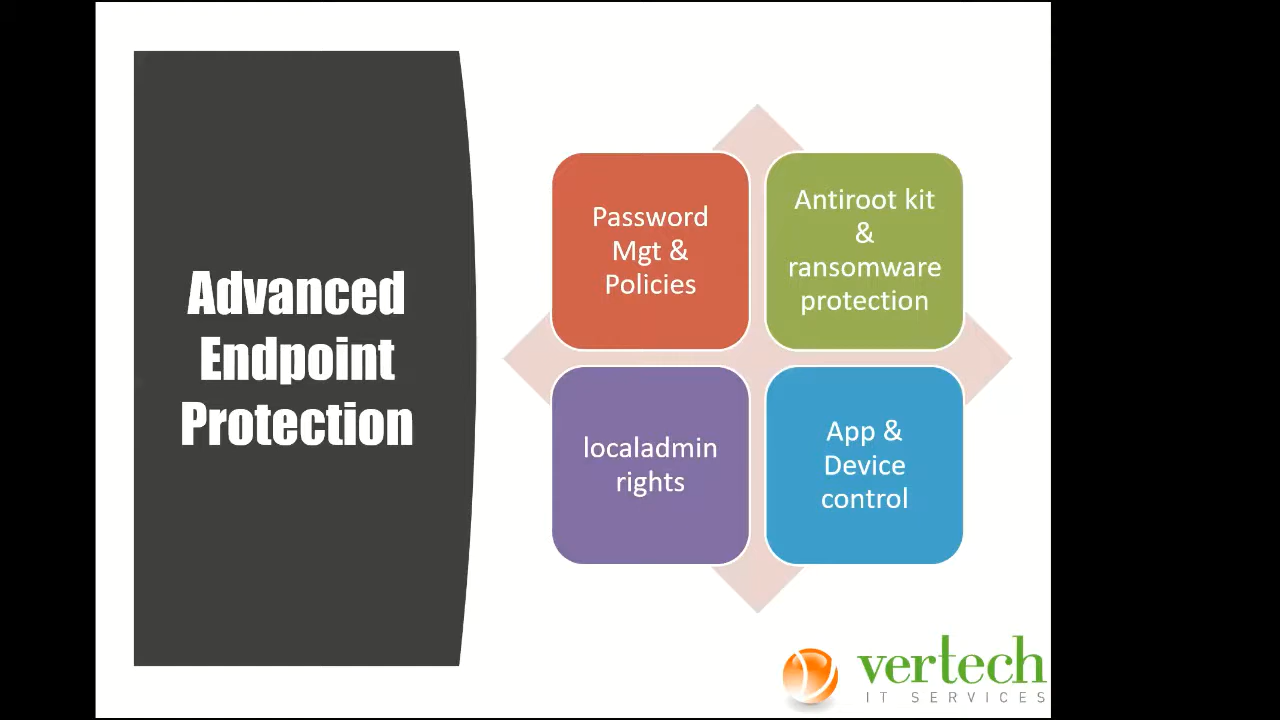 Advanced
Endpoint
Protection
Password
Mgt &
Policies
Antiroot kit
&
ransomware
protection
localadmin
rights
App &
Device
control
vertech
IT SERVICES